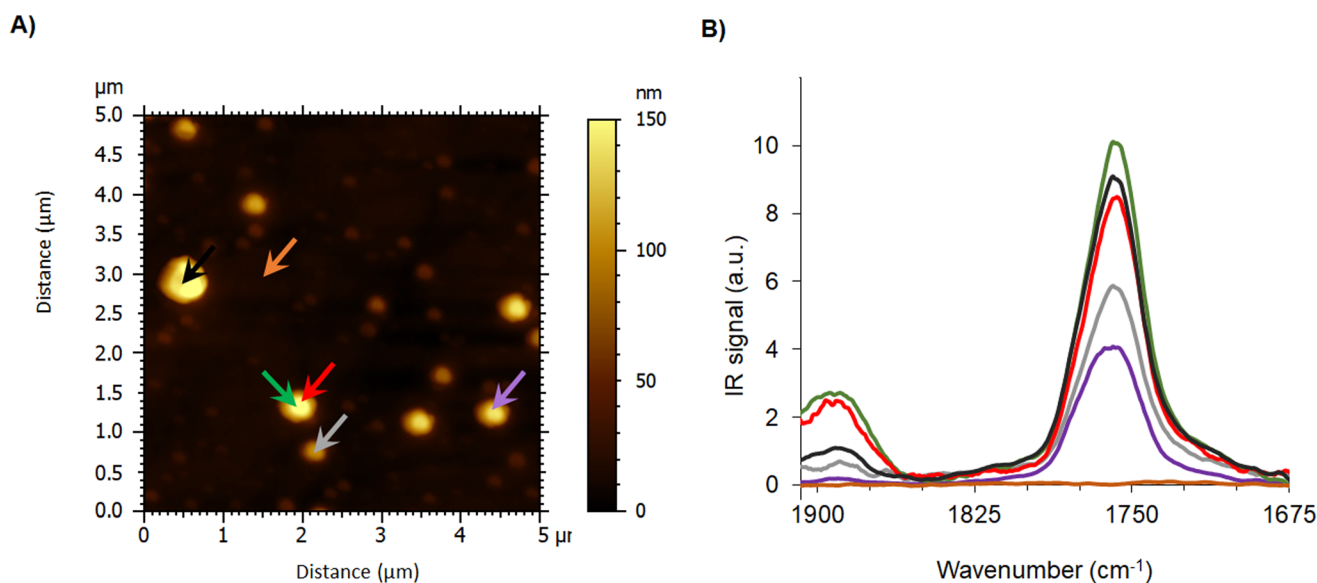 A)
µm
5.0
4.5
4.0
3.5
3.0
2.5
2.0
1.5
1.0
0.5
0.0
Distance (µm)
0 1 2 3 4 5 µm
Distance (µm)
nm
150
100
50
0
B)
IR signal (a.u.)
10
8
6
4
2
0
1900 1825 1750 1675
Wavenumber (cm-1)